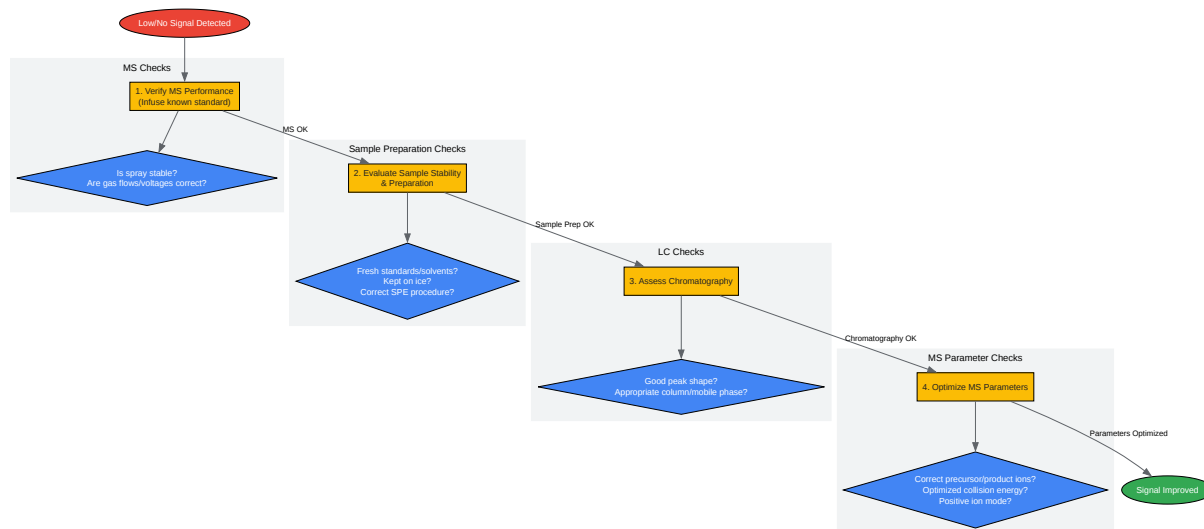 Low/No Signal Detected
MS Checks
1. Verify MS Performance
(Infuse known standard)
MS OK
Is spray stable?
Are gas flows/voltages correct?
Sample Preparation Checks
2. Evaluate Sample Stability
& Preparation
Sample Prep OK
Fresh standards/solvents?
Kept on ice?
Correct SPE procedure?
LC Checks
3. Assess Chromatography
Chromatography OK
Good peak shape?
Appropriate column/mobile phase?
MS Parameter Checks
4. Optimize MS Parameters
Parameters Optimized
Correct precursor/product ions?
Optimized collision energy?
Positive ion mode?
Signal Improved